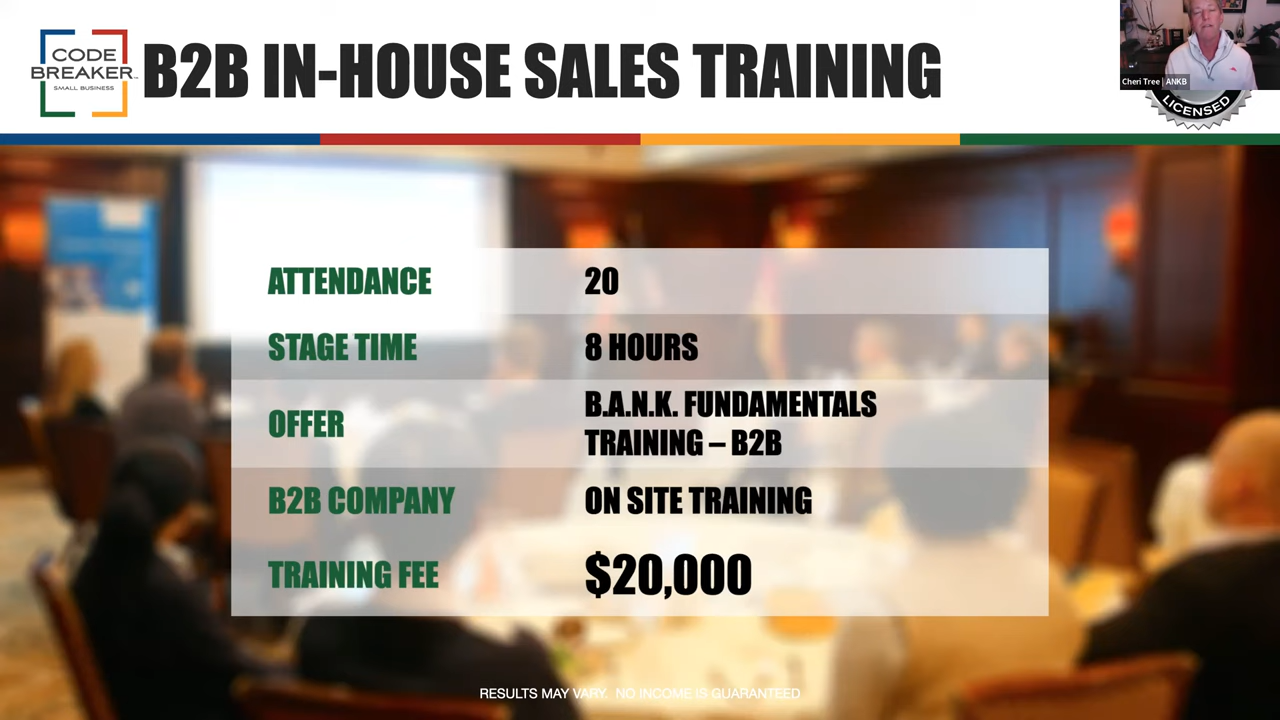 CODE
BREAKER
SMALL BUSINESS
B2B IN-HOUSE SALES TRAINING
Cheri Tree | ANKB
LICENSED
ATTENDANCE 20
STAGE TIME 8 HOURS
OFFER B.A.N.K. FUNDAMENTALS
TRAINING – B2B
B2B COMPANY ON SITE TRAINING
TRAINING FEE $20,000
RESULTS MAY VARY. NO INCOME IS GUARANTEED